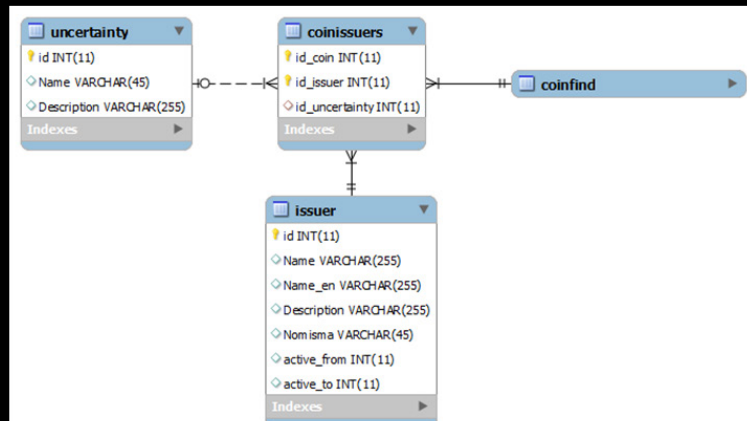 uncertainty
id INT(11)
Name VARCHAR(45)
Description VARCHAR(255)
Indexes
coinissuers
id_coin INT(11)
id_issuer INT(11)
id_uncertainty INT(11)
Indexes
coinfind
issuer
id INT(11)
Name VARCHAR(255)
Name_en VARCHAR(255)
Description VARCHAR(255)
Nomisma VARCHAR(45)
active_from INT(11)
active_to INT(11)
Indexes